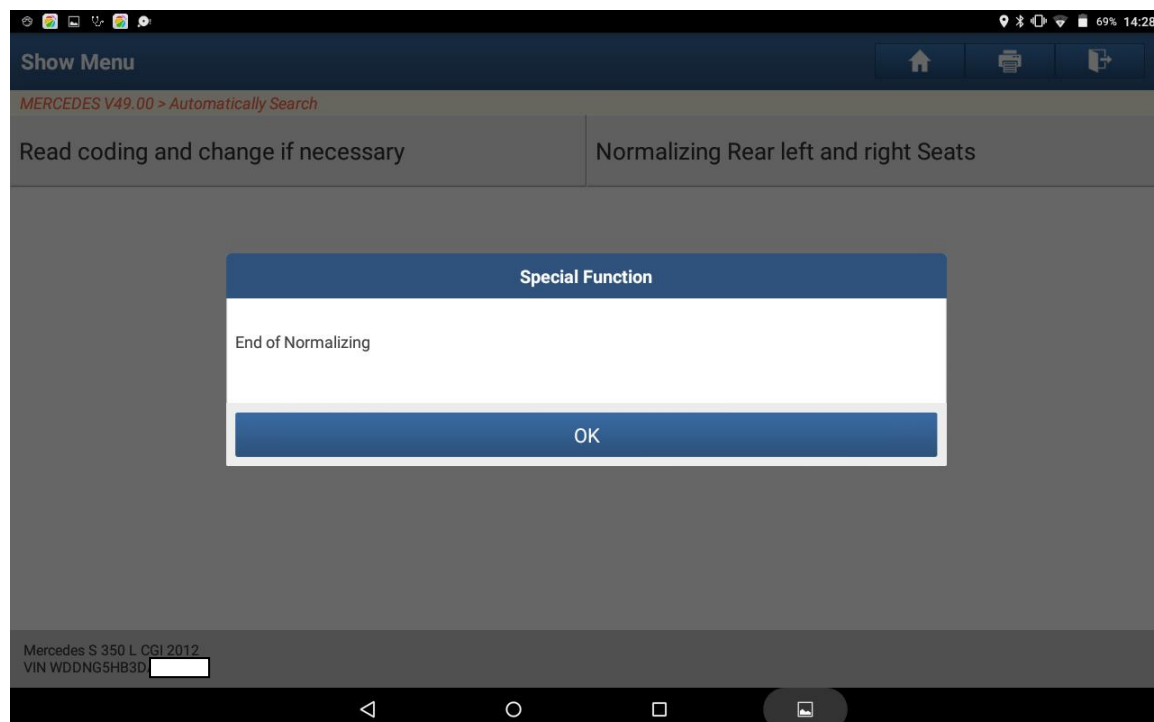 69% 14:28
Show Menu
MERCEDES V49.00 > Automatically Search
Read coding and change if necessary
Normalizing Rear left and right Seats
Special Function
End of Normalizing
OK
Mercedes S 350 L CGI 2012
VIN WDDNG5HB3D